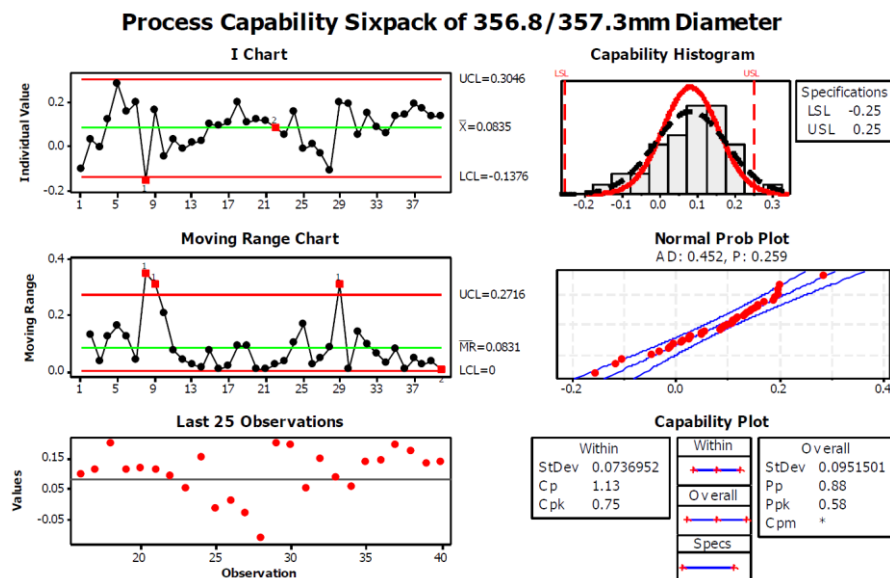 Process Capability Sixpack of 356.8/357.3mm Diameter
I Chart
Individual Value
0.2
0.0
-0.2
1 5 9 13 17 21 25 29 33 37
1
2
UCL=0.3046
X=0.0835
LCL=-0.1376
Capability Histogram
LSL USL
-0.2 0.0 0.1 0.2 0.3
Specifications
LSL -0.25
USL 0.25
Moving Range Chart
Moving Range
0.4
0.2
0.0
1 5 9 13 17 21 25 29 33 37
1 1 1
2
UCL=0.2716
MR=0.0831
LCL=0
Normal Prob Plot
AD: 0.452, P: 0.259
-0.2 0.0 0.2 0.4
Last 25 Observations
Values
0.15
0.05
-0.05
20 25 30 35 40
Observation
Capability Plot
Within
StDev 0.0736952
Cp 1.13
Cpk 0.75
Within
Overall
Specs
Overall
StDev 0.0951501
Pp 0.88
Ppk 0.58
Cpm *